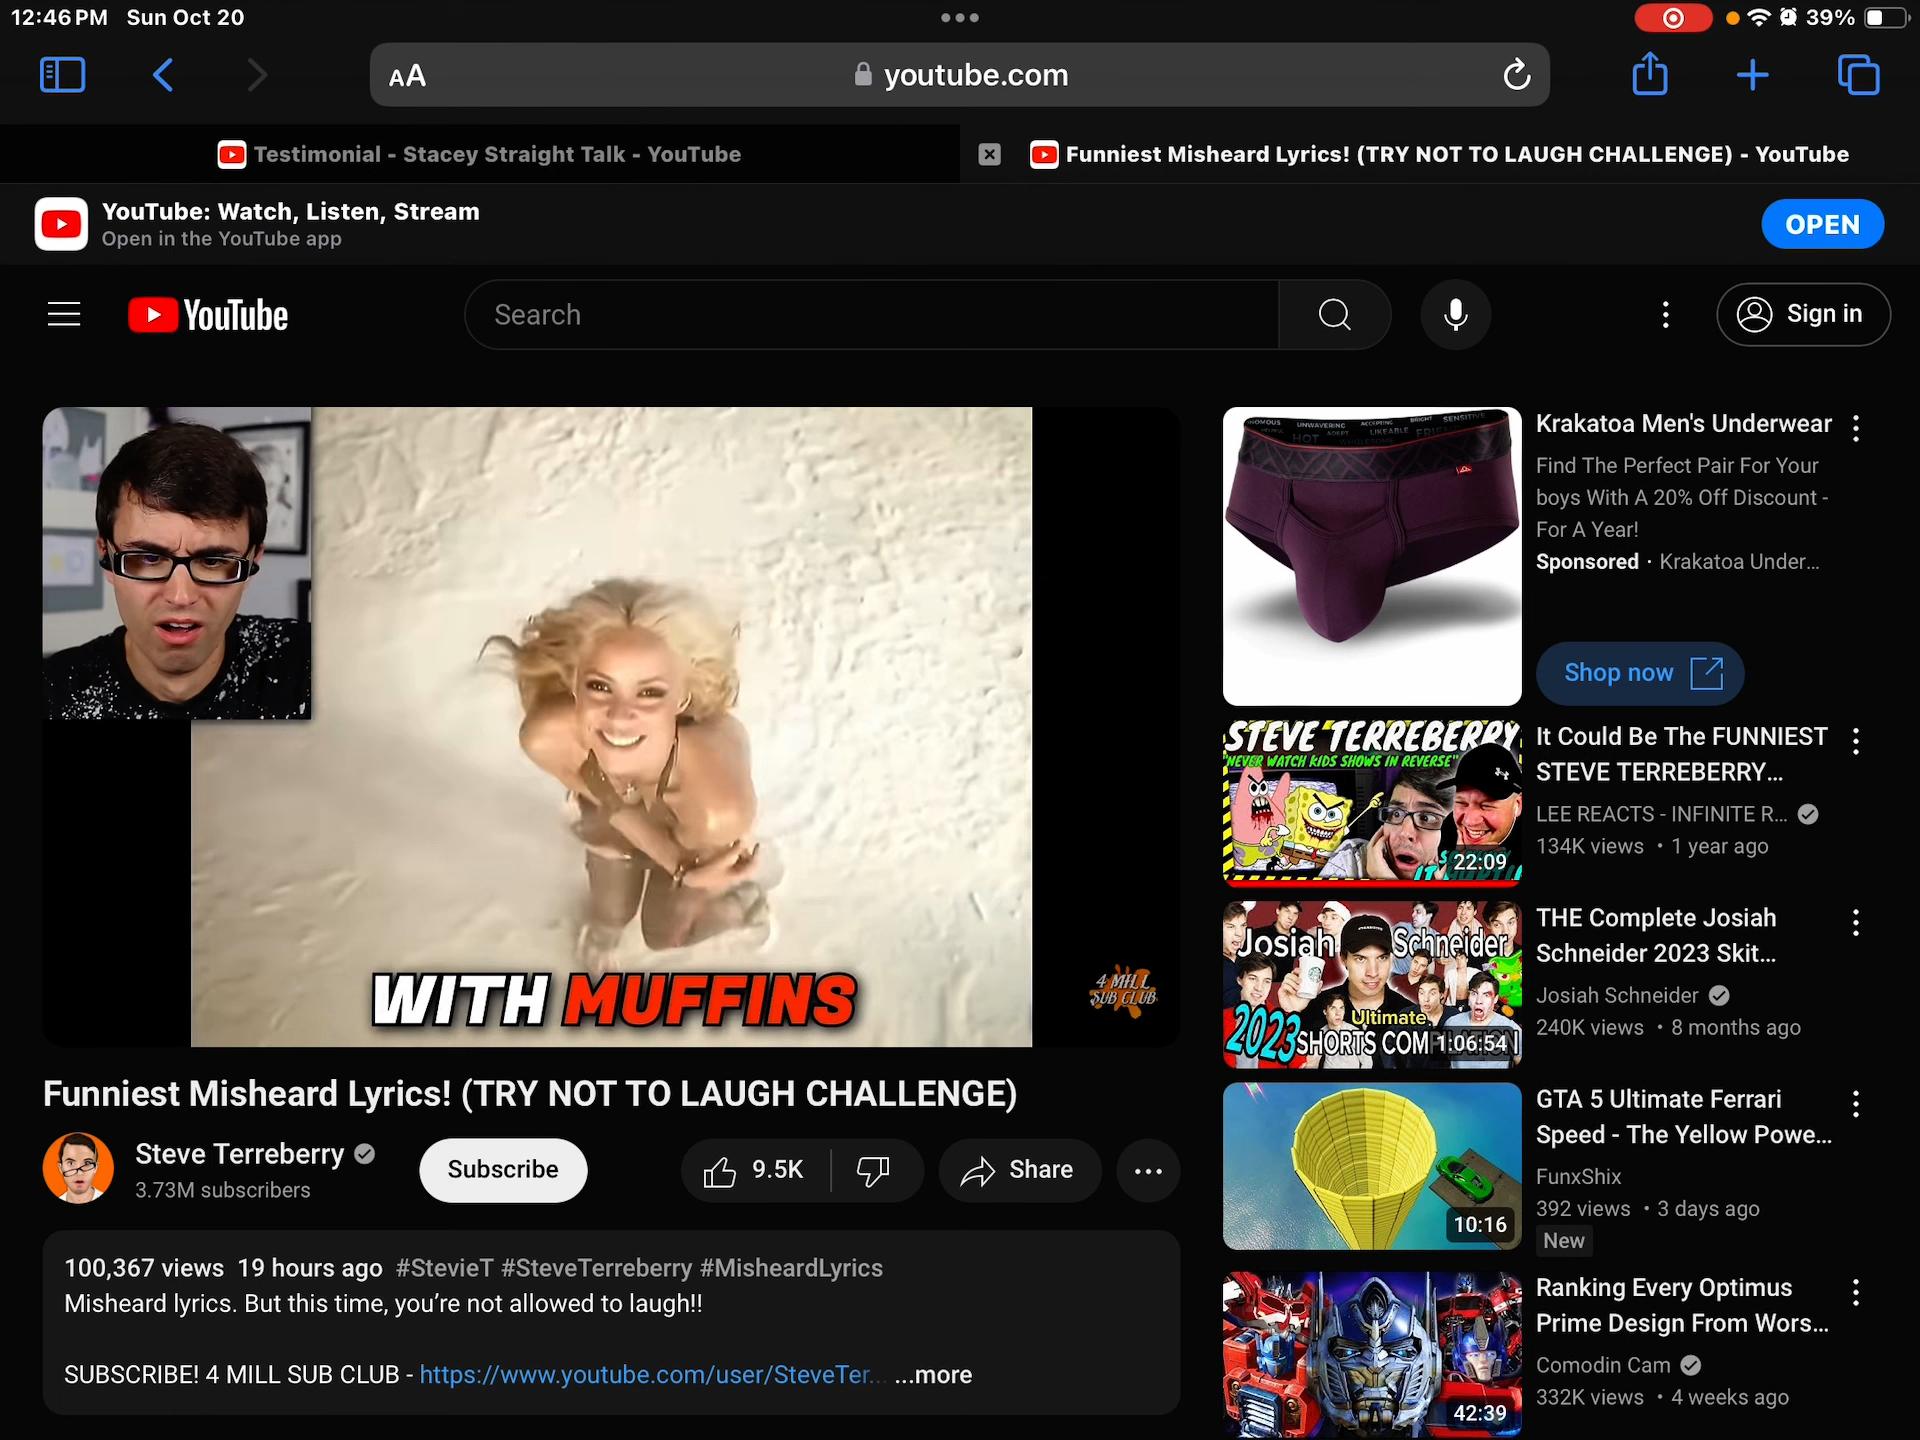 12:46 PM Sun Oct 20
39%
AA youtube.com
Testimonial - Stacey Straight Talk - YouTube
Funniest Misheard Lyrics! (TRY NOT TO LAUGH CHALLENGE) - YouTube
YouTube: Watch, Listen, Stream
Open in the YouTube app
OPEN
YouTube
Search
Sign in
WITH MUFFINS
4 MILL
SUB CLUB
Funniest Misheard Lyrics! (TRY NOT TO LAUGH CHALLENGE)
Steve Terreberry
3.73M subscribers
Subscribe
9.5K
Share
100,367 views 19 hours ago #StevieT #SteveTerreberry #MisheardLyrics
Misheard lyrics. But this time, you’re not allowed to laugh!!
SUBSCRIBE! 4 MILL SUB CLUB - https://www.youtube.com/user/SteveTer... ...more
UNWAVERING ACCEPTING BRIGHT SENSITIVE
HOT ADEPT LIKEABLE
WHOLESOME
Krakatoa Men's Underwear
Find The Perfect Pair For Your
boys With A 20% Off Discount -
For A Year!
Sponsored · Krakatoa Under...
Shop now
STEVE TERREBERRY
"NEVER WATCH KIDS SHOWS IN REVERSE"
22:09
It Could Be The FUNNIEST
STEVE TERREBERRY...
LEE REACTS - INFINITE R...
134K views • 1 year ago
Josiah Schneider
Ultimate
2023 SHORTS COMPILATION
1:06:54
THE Complete Josiah
Schneider 2023 Skit...
Josiah Schneider
240K views • 8 months ago
10:16
GTA 5 Ultimate Ferrari
Speed - The Yellow Powe...
FunxShix
392 views • 3 days ago
New
42:39
Ranking Every Optimus
Prime Design From Wors...
Comodin Cam
332K views • 4 weeks ago